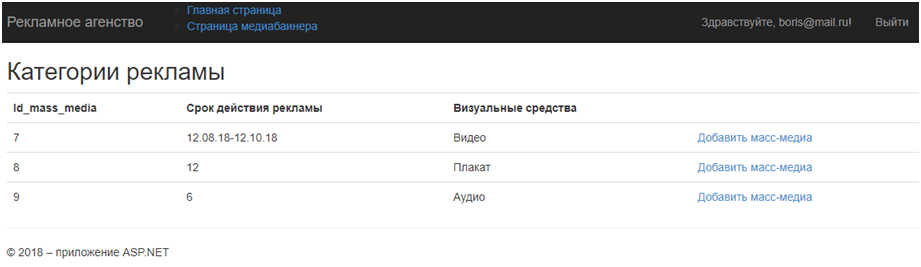 Рекламное агенство
Главная страница
Страница медиабаинера
Здравствуйте, boris@mail.ru! Выйти
Категории рекламы
Id_mass_media Срок действия рекламы Визуальные средства
7 12.08.18-12.10.18 Видео Добавить масс-медиа
8 12 Плакат Добавить масс-медиа
9 6 Аудио Добавить масс-медиа
© 2018 – приложение ASP.NET